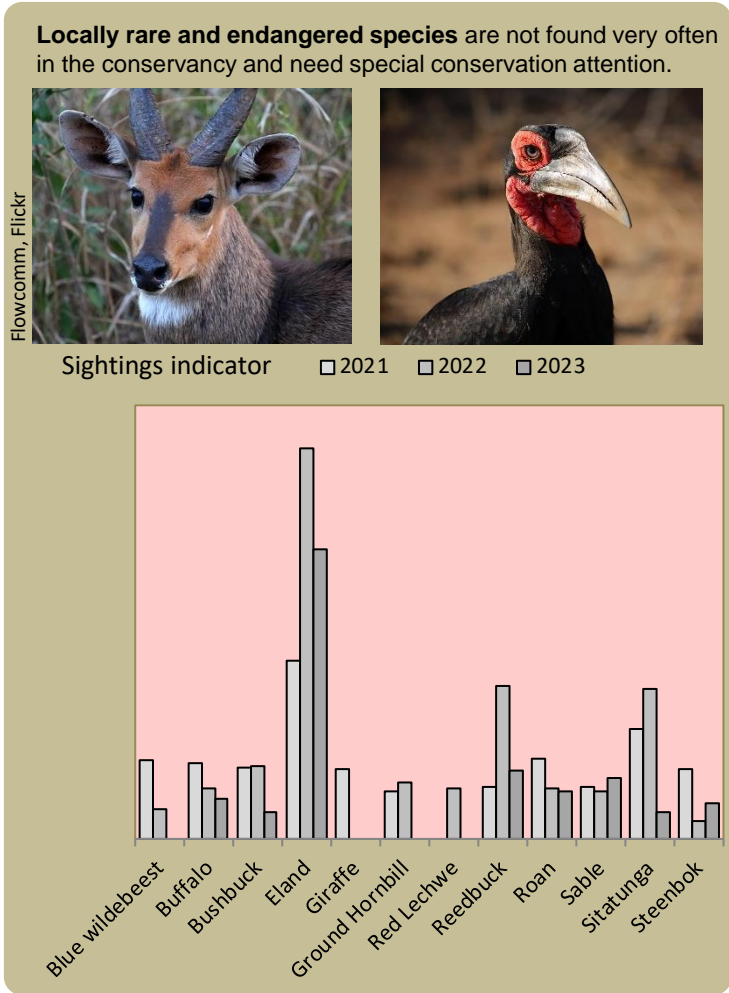 Locally rare and endangered species are not found very often
in the conservancy and need special conservation attention.
Flowcomm, Flickr
Sightings indicator
2021
2022
2023
Blue wildebeest
Buffalo
Bushbuck
Eland
Giraffe
Ground Hornbill
Red Lechwe
Reedbuck
Roan
Sable
Sitatunga
Steenbok